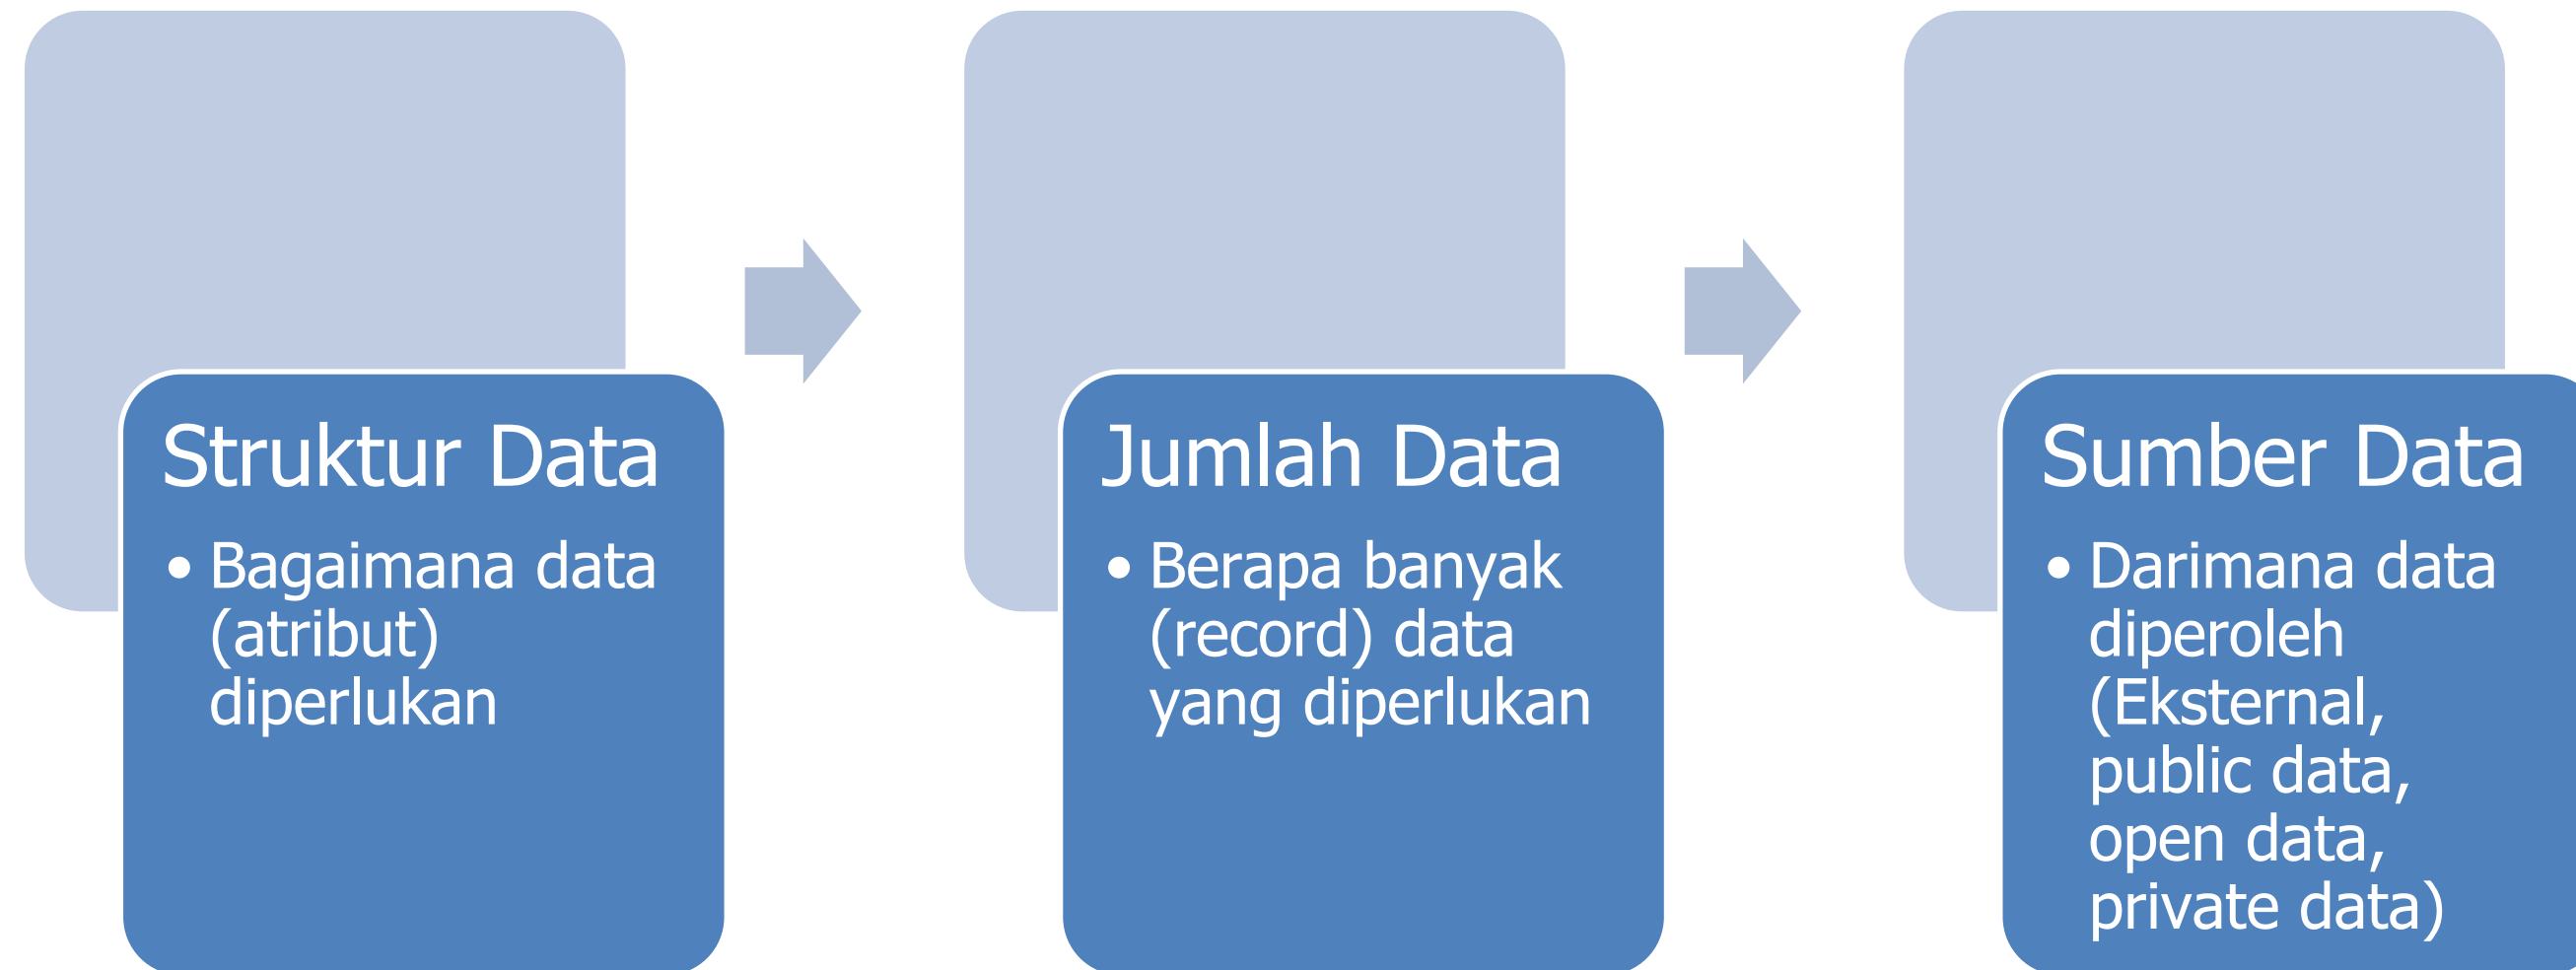 Struktur Data
• Bagaimana data
(atribut)
diperlukan
Jumlah Data
• Berapa banyak
(record) data
yang diperlukan
Sumber Data
• Darimana data
diperoleh
(Eksternal,
public data,
open data,
private data)